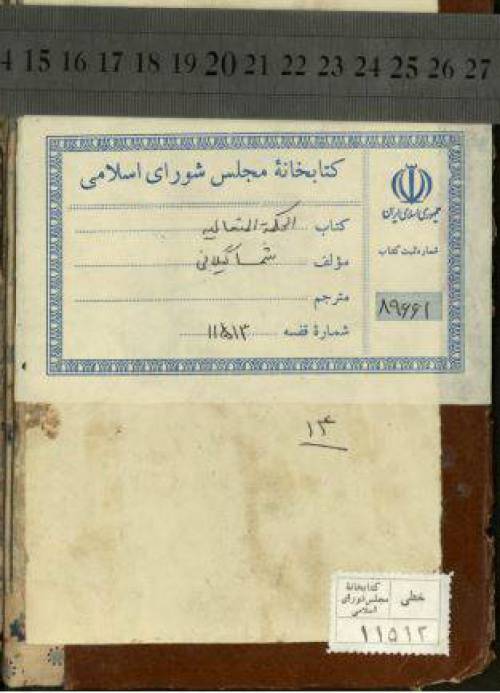 4 15 16 17 18 19 20 21 22 23 24 25 26 27
کتابخانهٔ مجلس شورای اسلامی
کتاب الحکمة المتعالیه
مؤلف شمسا گیلانی
مترجم
شمارهٔ قفسه ۱۱۵۱۳
جمهوری اسلامی ایران
شماره ثبت کتاب
۸۹۶۶۱
۱۳
خطی
کتابخانهٔ
مجلس شورای
اسلامی
۱۱۵۱۳